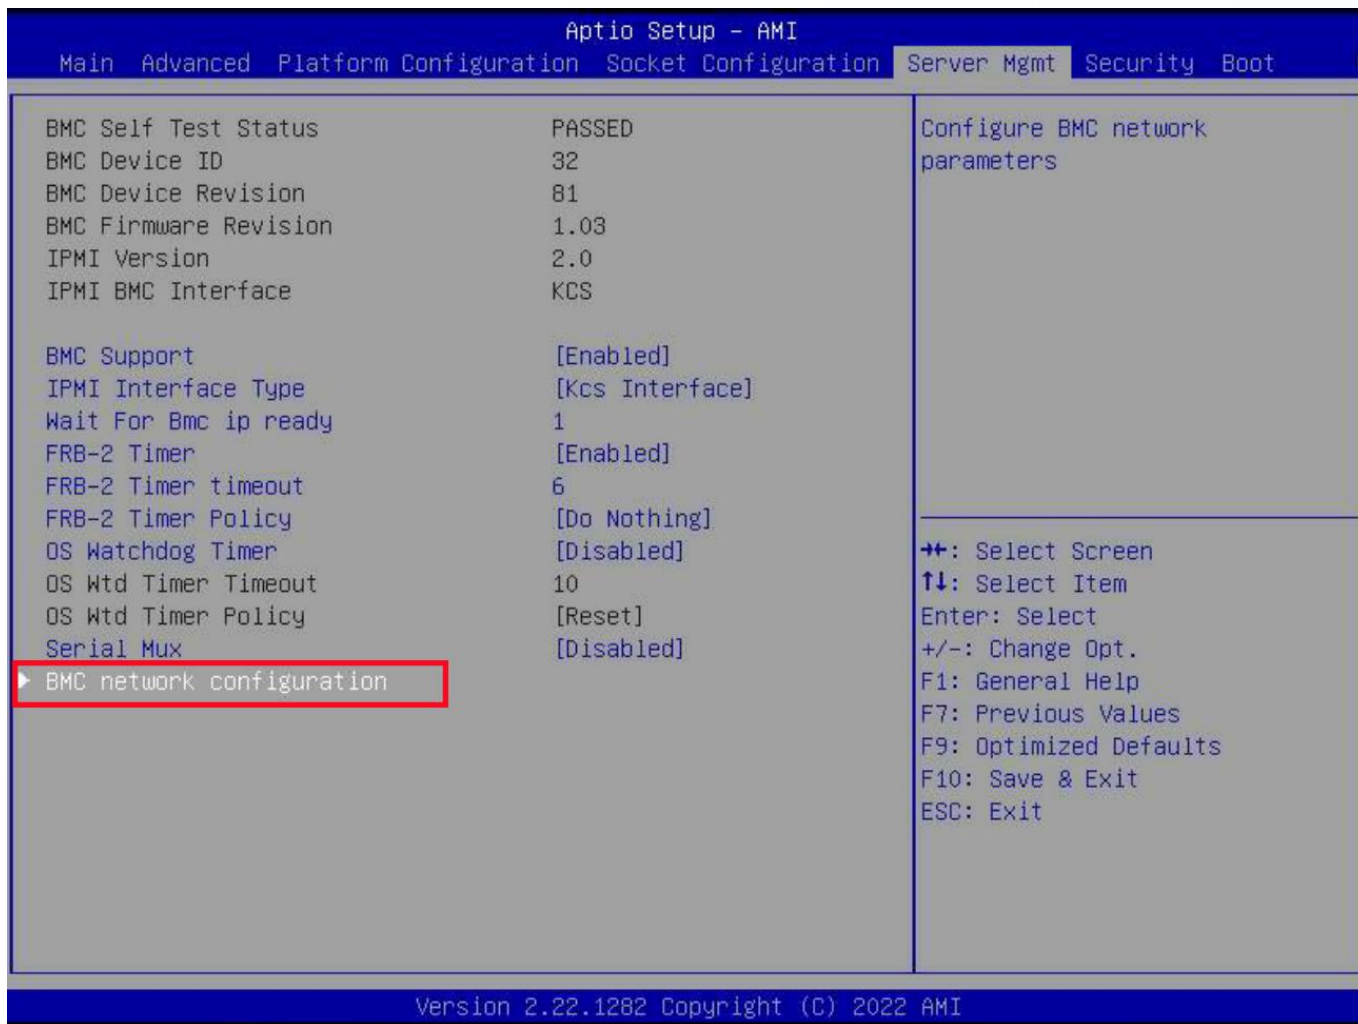 Aptio Setup – AMI
Main Advanced Platform Configuration Socket Configuration Server Mgmt Security Boot
BMC Self Test Status PASSED
BMC Device ID 32
BMC Device Revision 81
BMC Firmware Revision 1.03
IPMI Version 2.0
IPMI BMC Interface KCS
BMC Support [Enabled]
IPMI Interface Type [Kcs Interface]
Wait For Bmc ip ready 1
FRB-2 Timer [Enabled]
FRB-2 Timer timeout 6
FRB-2 Timer Policy [Do Nothing]
OS Watchdog Timer [Disabled]
OS Wtd Timer Timeout 10
OS Wtd Timer Policy [Reset]
Serial Mux [Disabled]
BMC network configuration
Configure BMC network
parameters
→←: Select Screen
↑↓: Select Item
Enter: Select
+/-: Change Opt.
F1: General Help
F7: Previous Values
F9: Optimized Defaults
F10: Save & Exit
ESC: Exit
Version 2.22.1282 Copyright (C) 2022 AMI